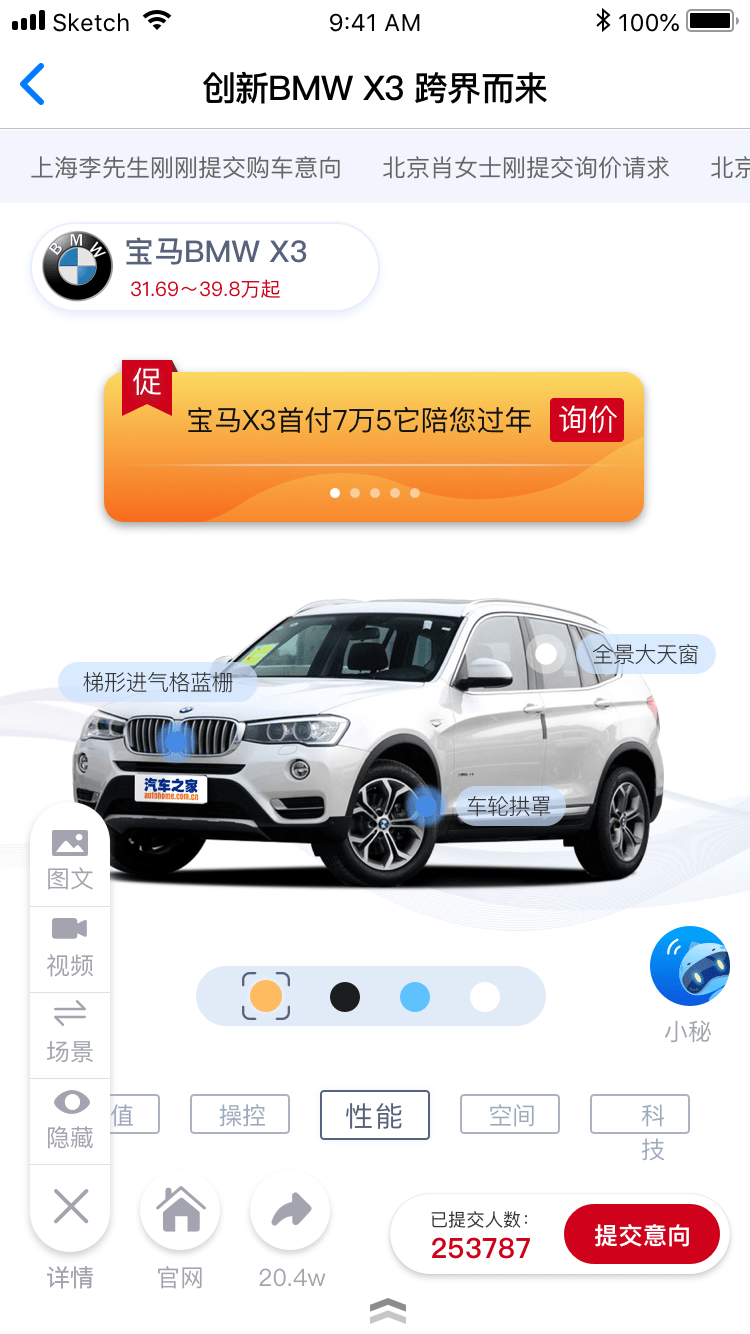 Sketch 9:41 AM 100%
创新BMW X3 跨界而来
上海李先生刚刚提交购车意向 北京肖女士刚提交询价请求 北京
BMW
宝马BMW X3
31.69～39.8万起
促
宝马X3首付7万5它陪您过年 询价
全景大天窗
梯形进气格蓝栅
汽车之家
autohome.com.cn
车轮拱罩
图文
视频
场景
小秘
隐藏
值 操控 性能 空间 科
技
已提交人数：
253787
提交意向
详情 官网 20.4w